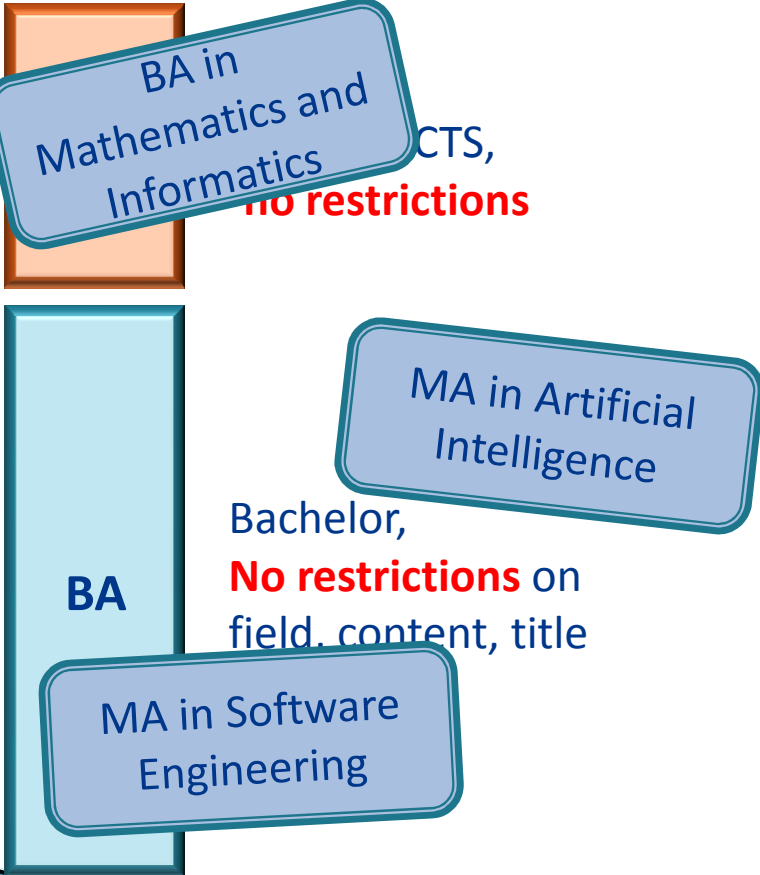 BA in
Mathematics and
Informatics
CTS,
no restrictions
MA in Artificial
Intelligence
Bachelor,
No restrictions on
field, content, title
BA
MA in Software
Engineering